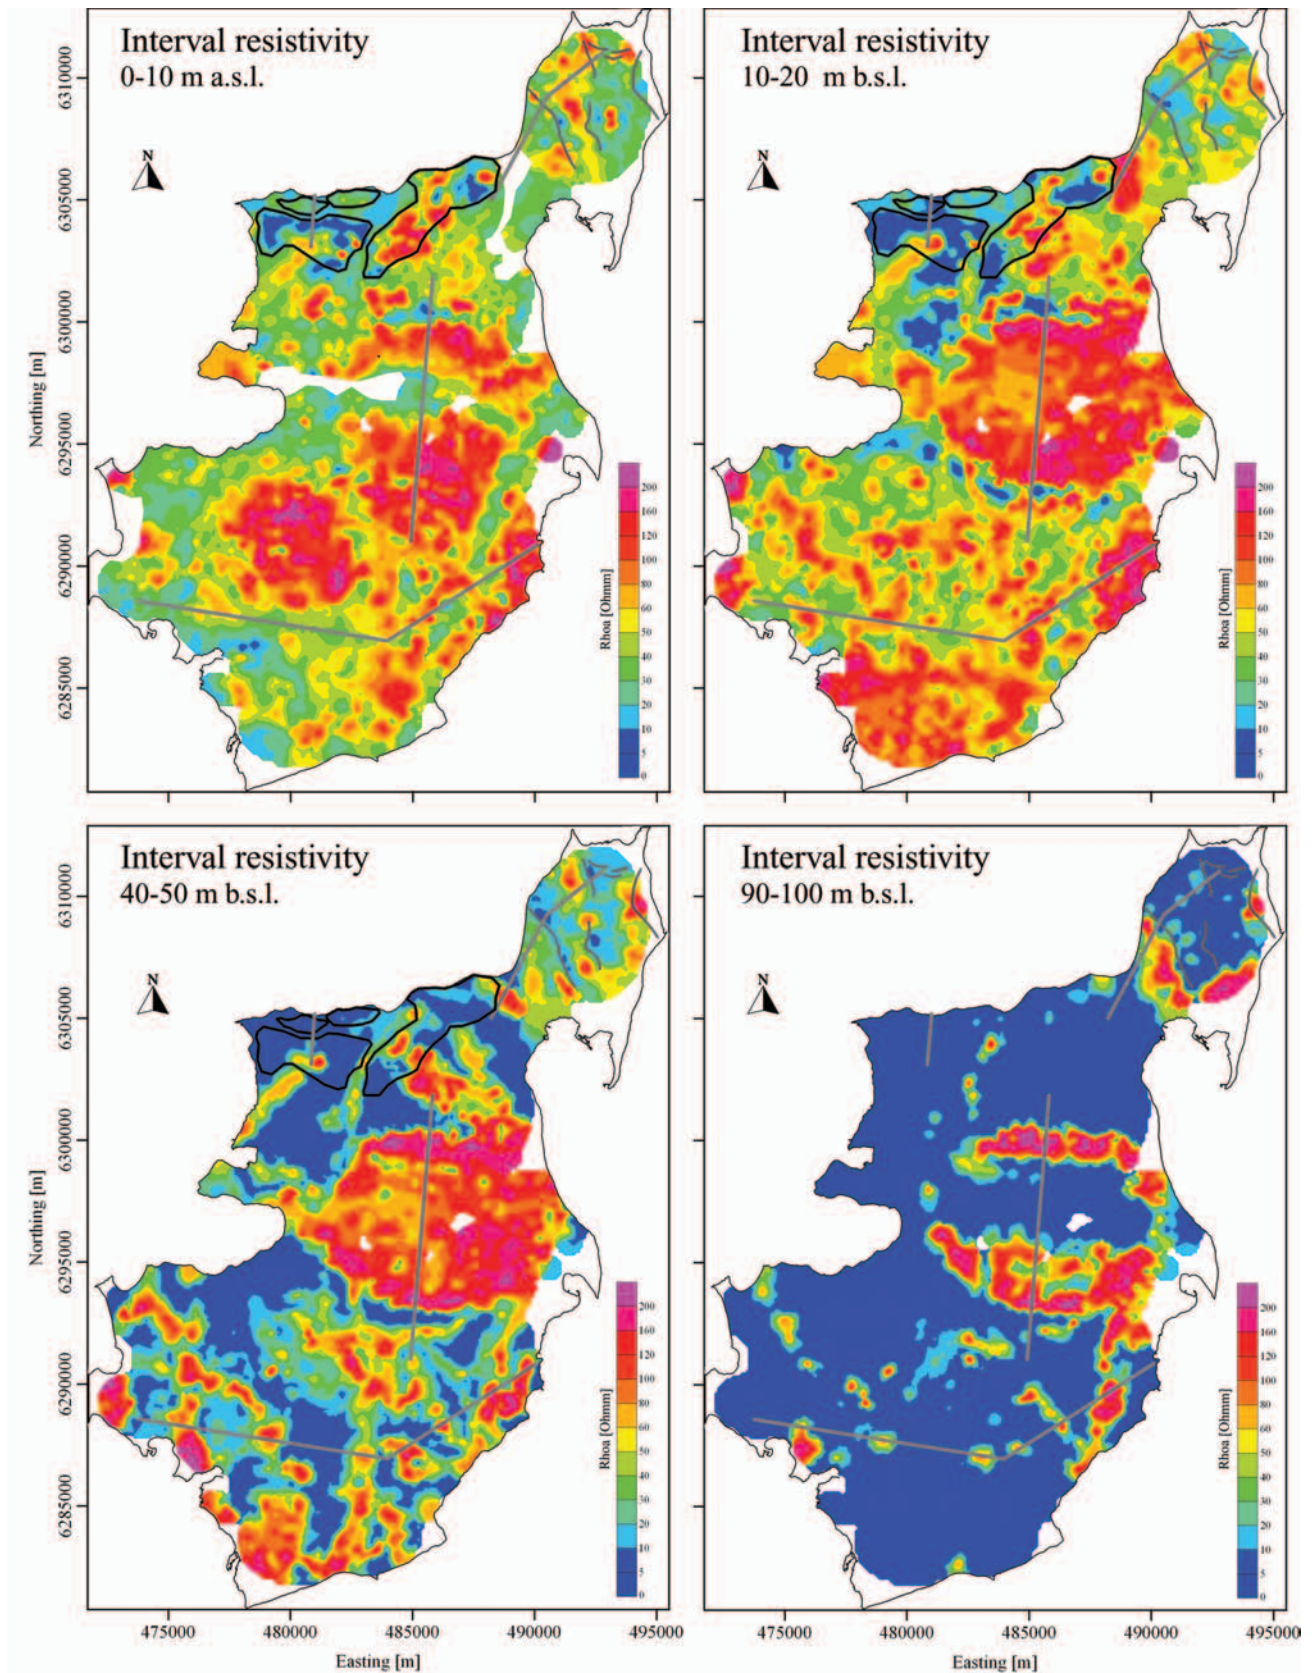 Interval resistivity
0-10 m a.s.l.
N
Northing [m]
6310000
6305000
6300000
6295000
6290000
6285000
Rhoa [Ohmm]
200
160
120
100
80
60
50
40
30
20
10
5
0
Interval resistivity
10-20 m b.s.l.
N
Rhoa [Ohmm]
200
160
120
100
80
60
50
40
30
20
10
5
0
Interval resistivity
40-50 m b.s.l.
N
Northing [m]
6310000
6305000
6300000
6295000
6290000
6285000
Rhoa [Ohmm]
200
160
120
100
80
60
50
40
30
20
10
5
0
475000 480000 485000 490000 495000
Easting [m]
Interval resistivity
90-100 m b.s.l.
N
Rhoa [Ohmm]
200
160
120
100
80
60
50
40
30
20
10
5
0
475000 480000 485000 490000 495000
Easting [m]